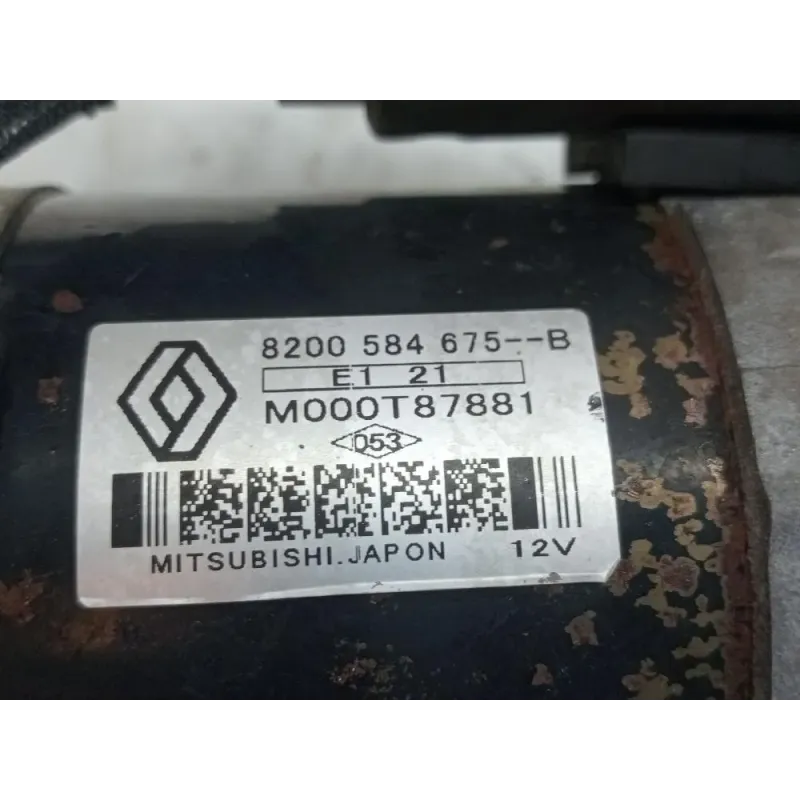 8200 584 675--B
E1 21
M000T87881
053
MITSUBISHI.JAPON 12V